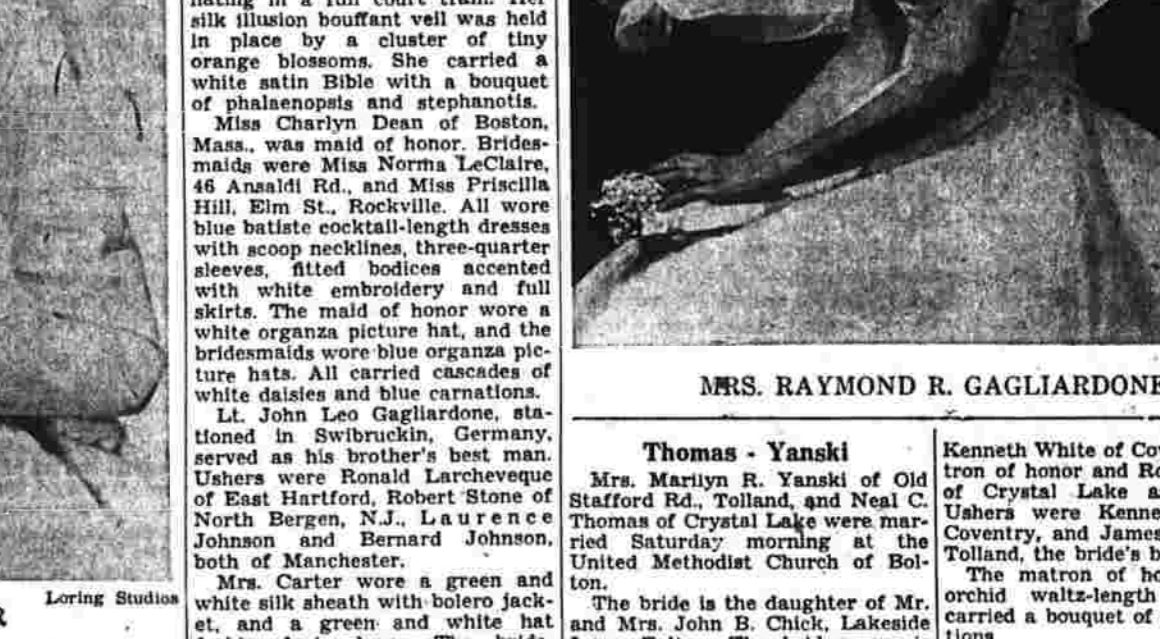 silk illusion bouffant veil was held
in place by a cluster of tiny
orange blossoms. She carried a
white satin Bible with a bouquet
of phalaenopsis and stephanotis.
Miss Charlyn Dean of Boston,
Mass., was maid of honor. Brides-
maids were Miss Norma LeClaire,
46 Ansaldi Rd., and Miss Priscilla
Hill, Elm St., Rockville. All wore
blue batiste cocktail-length dresses
with scoop necklines, three-quarter
sleeves, fitted bodices accented
with white embroidery and full
skirts. The maid of honor wore a
white organza picture hat, and the
bridesmaids wore blue organza pic-
ture hats. All carried cascades of
white daisies and blue carnations.
Lt. John Leo Gagliardone, sta-
tioned in Swibruckin, Germany,
served as his brother's best man.
Ushers were Ronald Larcheveque
of East Hartford, Robert Stone of
North Bergen, N.J., Laurence
Johnson and Bernard Johnson,
both of Manchester.
Mrs. Carter wore a green and
white silk sheath with bolero jack-
et, and a green and white hat
Loring Studios
R
MRS. RAYMOND R. GAGLIARDONE
Thomas - Yanski
Mrs. Marilyn R. Yanski of Old
Stafford Rd., Tolland, and Neal C.
Thomas of Crystal Lake were mar-
ried Saturday morning at the
United Methodist Church of Bol-
ton.
The bride is the daughter of Mr.
and Mrs. John B. Chick, Lakeside
Kenneth White of Cov
tron of honor and Ro
of Crystal Lake a
Ushers were Kenne
Coventry, and James
Tolland, the bride's b
The matron of ho
orchid waltz-length
carried a bouquet of
tions